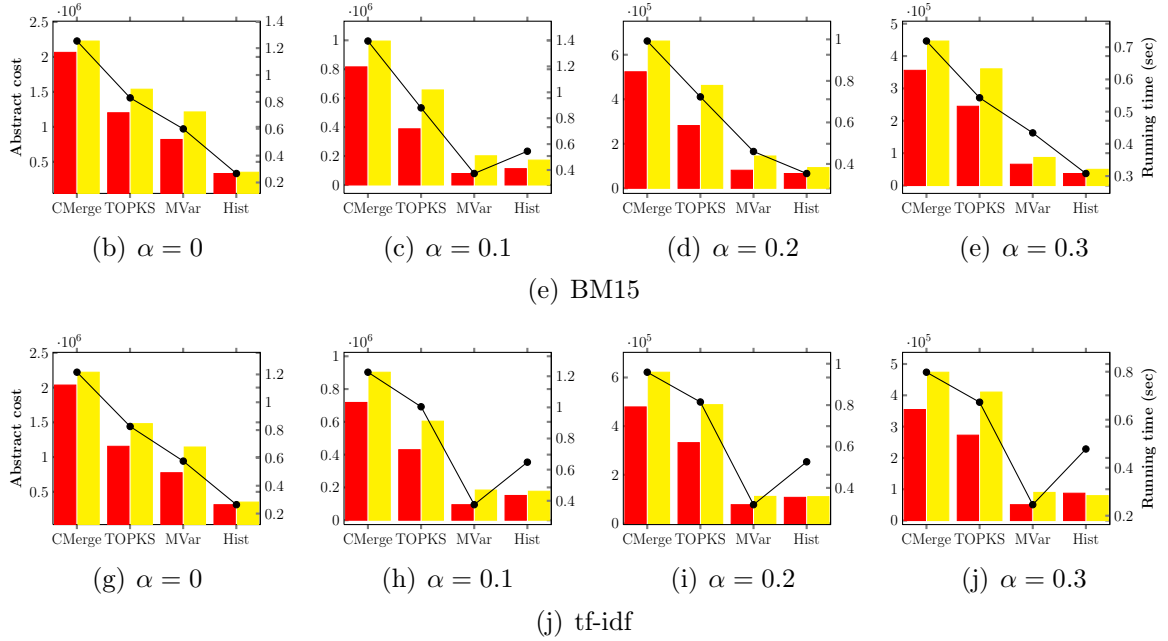 ·10^6 ·10^6 ·10^5 ·10^5
Abstract cost
2.5 2 1.5 1 0.5
1.4 1.2 1 0.8 0.6 0.4 0.2
1 0.8 0.6 0.4 0.2 0
1.4 1.2 1 0.8 0.6 0.4
6 4 2 0
1 0.8 0.6 0.4
5 4 3 2 1 0
0.7 0.6 0.5 0.4 0.3
Running time (sec)
CMerge TOPKS MVar Hist CMerge TOPKS MVar Hist CMerge TOPKS MVar Hist CMerge TOPKS MVar Hist
(b) α = 0 (c) α = 0.1 (d) α = 0.2 (e) α = 0.3
(e) BM15
·10^6 ·10^6 ·10^5 ·10^5
Abstract cost
2.5 2 1.5 1 0.5
1.2 1 0.8 0.6 0.4 0.2
1 0.8 0.6 0.4 0.2 0
1.2 1 0.8 0.6 0.4
6 4 2 0
1 0.8 0.6 0.4
5 4 3 2 1 0
0.8 0.6 0.4 0.2
Running time (sec)
CMerge TOPKS MVar Hist CMerge TOPKS MVar Hist CMerge TOPKS MVar Hist CMerge TOPKS MVar Hist
(g) α = 0 (h) α = 0.1 (i) α = 0.2 (j) α = 0.3
(j) tf-idf